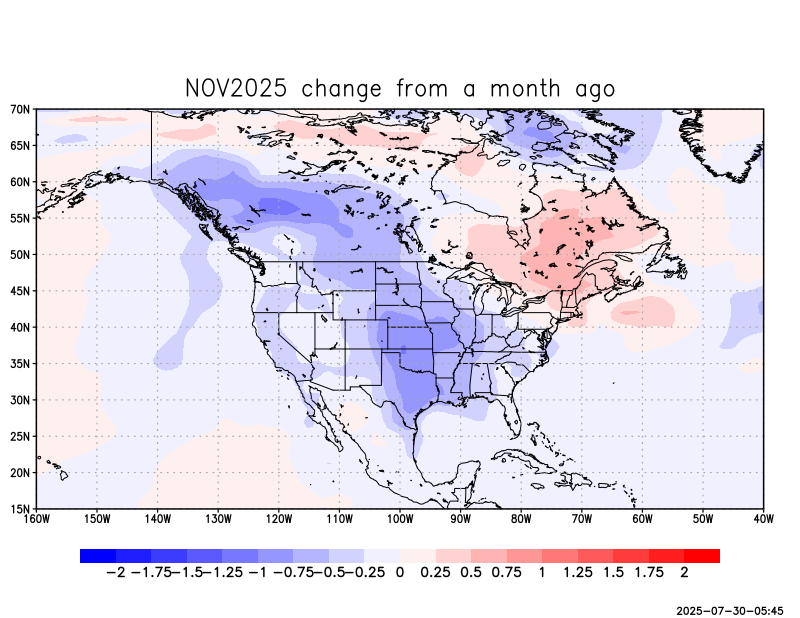 NOV2025 change from a month ago
70N
65N
60N
55N
50N
45N
40N
35N
30N
25N
20N
15N
160W 150W 140W 130W 120W 110W 100W 90W 80W 70W 60W 50W 40W
−2 −1.75 −1.5 −1.25 −1 −0.75 −0.5 −0.25 0 0.25 0.5 0.75 1 1.25 1.5 1.75 2
2025-07-30-05:45